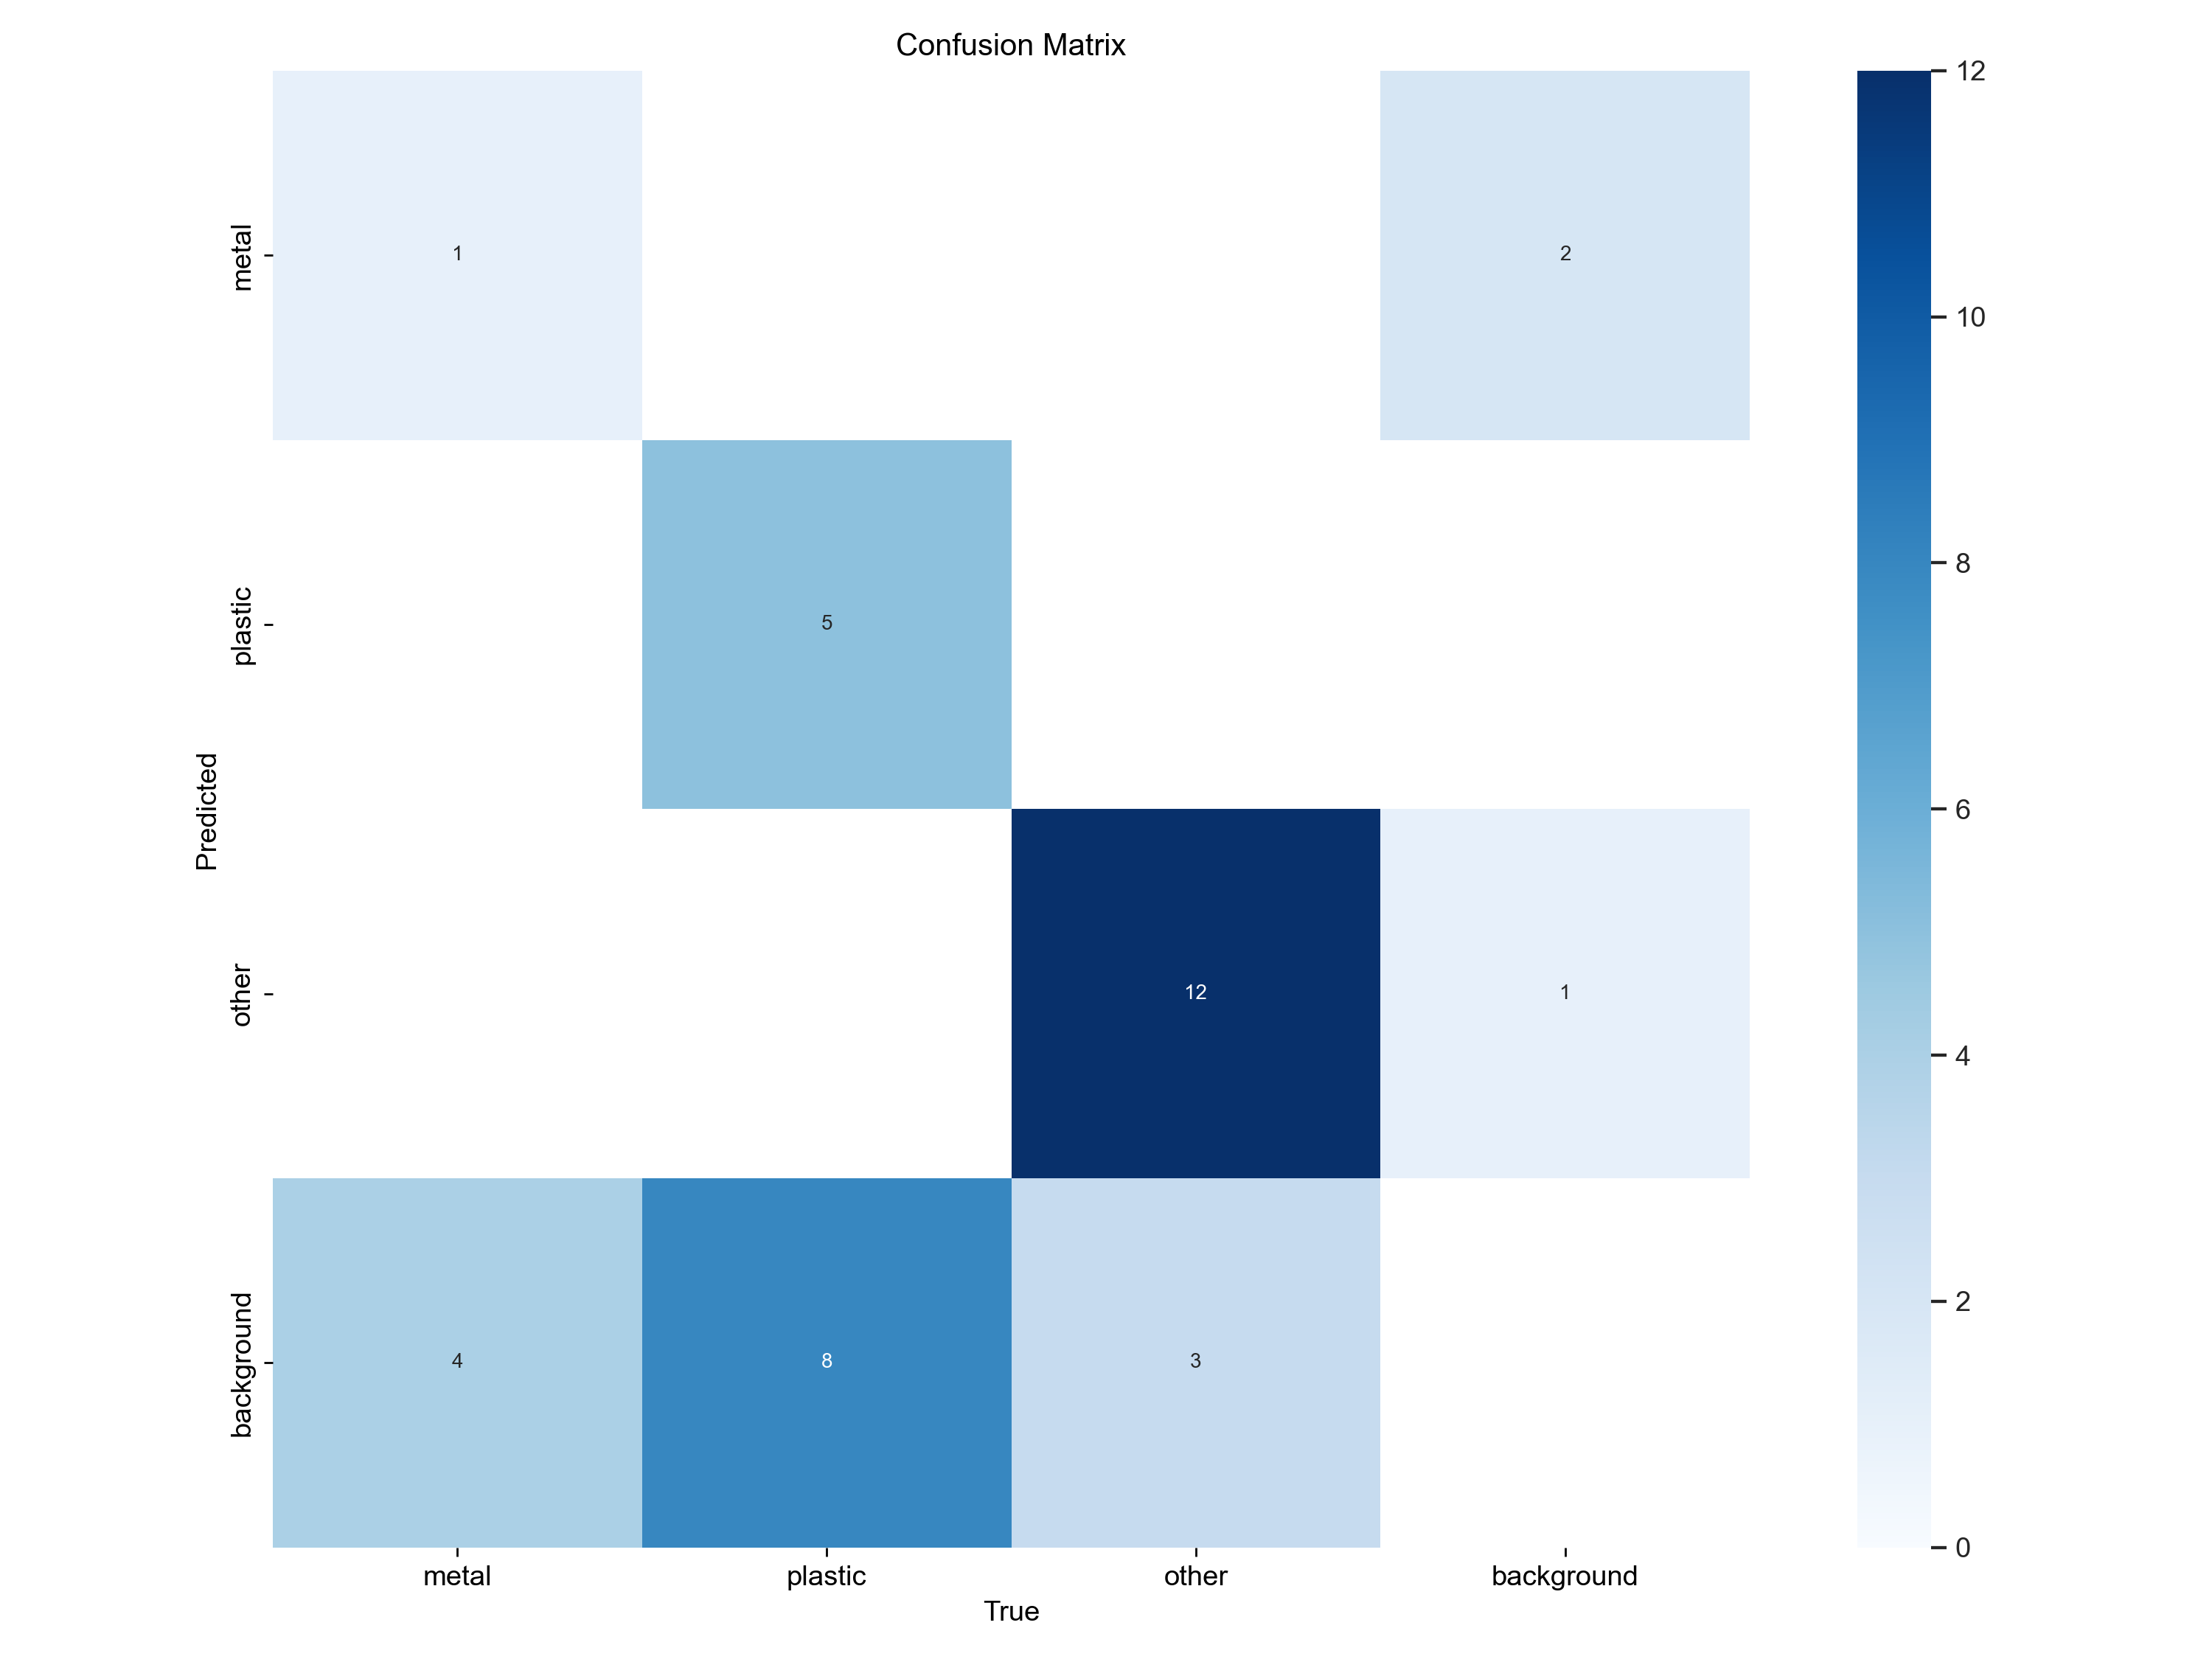 Confusion Matrix
12
metal
1
2
10
8
plastic
5
6
Predicted
other
12
1
4
background
4
8
3
2
0
metal
plastic
other
background
True